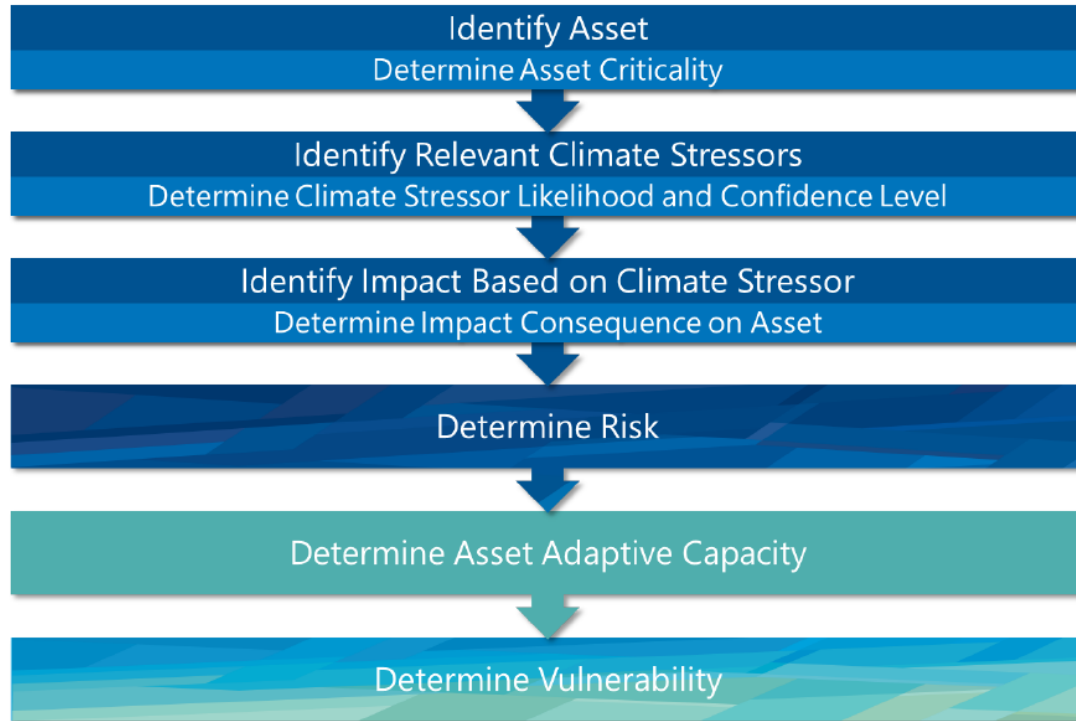 Identify Asset
Determine Asset Criticality
Identify Relevant Climate Stressors
Determine Climate Stressor Likelihood and Confidence Level
Identify Impact Based on Climate Stressor
Determine Impact Consequence on Asset
Determine Risk
Determine Asset Adaptive Capacity
Determine Vulnerability